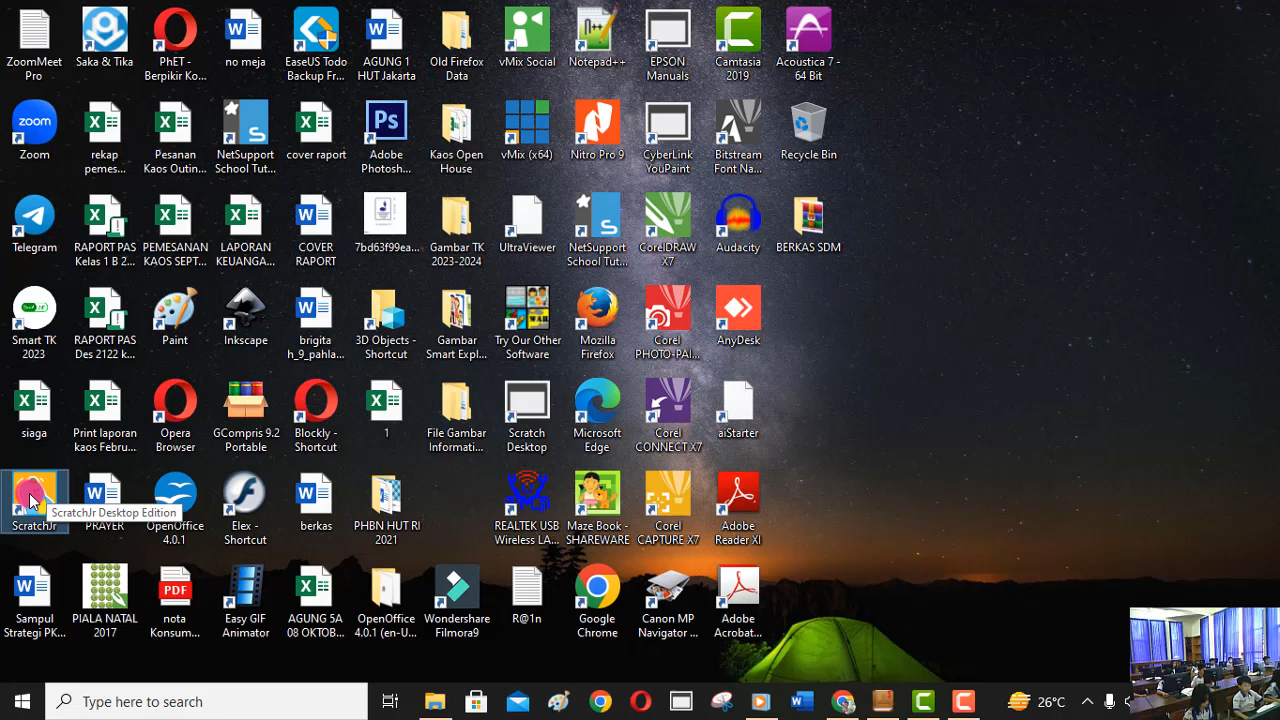 ZoomMeet
Pro
Saka & Tika
PhET -
Berpikir Ko...
no meja
EaseUS Todo
Backup Fr...
AGUNG 1
HUT Jakarta
Old Firefox
Data
vMix Social
Notepad++
EPSON
Manuals
Camtasia
2019
Acoustica 7 -
64 Bit
Zoom
rekap
pemes...
Pesanan
Kaos Outin...
NetSupport
School Tut...
cover raport
Adobe
Photosh...
Kaos Open
House
vMix (x64)
Nitro Pro 9
CyberLink
YouPaint
Bitstream
Font Na...
Recycle Bin
Telegram
RAPORT PAS
Kelas 1 B 2...
PEMESANAN
KAOS SEPT...
LAPORAN
KEUANGA...
COVER
RAPORT
7bd63f99ea...
Gambar TK
2023-2024
UltraViewer
NetSupport
School Tut...
CorelDRAW
X7
Audacity
BERKAS SDM
Smart TK
2023
RAPORT PAS
Des 2122 k...
Paint
Inkscape
brigita
h_9_pahla...
3D Objects -
Shortcut
Gambar
Smart Expl...
Try Our Other
Software
Mozilla
Firefox
Corel
PHOTO-PAI...
AnyDesk
siaga
Print laporan
kaos Febru...
Opera
Browser
GCompris 9.2
Portable
Blockly -
Shortcut
1
File Gambar
Informati...
Scratch
Desktop
Microsoft
Edge
Corel
CONNECT X7
aiStarter
ScratchJr
ScratchJr Desktop Edition
PRAYER
OpenOffice
4.0.1
Elex -
Shortcut
berkas
PHBN HUT RI
2021
REALTEK USB
Wireless LA...
Maze Book -
SHAREWARE
Corel
CAPTURE X7
Adobe
Reader XI
Sampul
Strategi PK...
PIALA NATAL
2017
nota
Konsum...
Easy GIF
Animator
AGUNG 5A
08 OKTOB...
OpenOffice
4.0.1 (en-U...
Wondershare
Filmora9
R@1n
Google
Chrome
Canon MP
Navigator ...
Adobe
Acrobat...
Type here to search
26°C